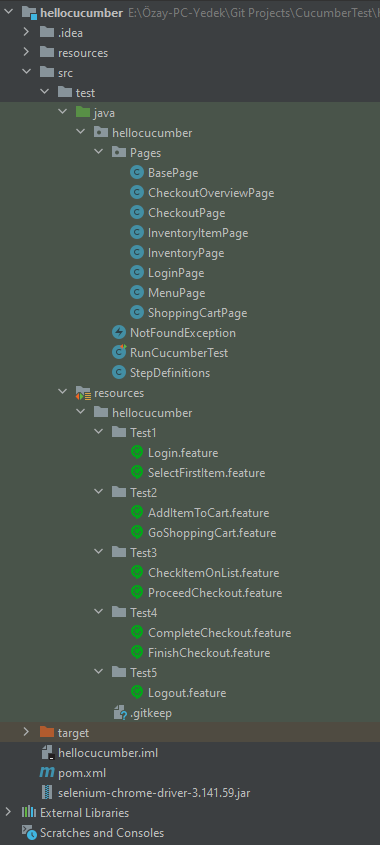 hellocucumber E:\Özay-PC-Yedek\Git Projects\CucumberTest\
.idea
resources
src
test
java
hellocucumber
Pages
BasePage
CheckoutOverviewPage
CheckoutPage
InventoryItemPage
InventoryPage
LoginPage
MenuPage
ShoppingCartPage
NotFoundException
RunCucumberTest
StepDefinitions
resources
hellocucumber
Test1
Login.feature
SelectFirstItem.feature
Test2
AddItemToCart.feature
GoShoppingCart.feature
Test3
CheckItemOnList.feature
ProceedCheckout.feature
Test4
CompleteCheckout.feature
FinishCheckout.feature
Test5
Logout.feature
.gitkeep
target
hellocucumber.iml
pom.xml
selenium-chrome-driver-3.141.59.jar
External Libraries
Scratches and Consoles